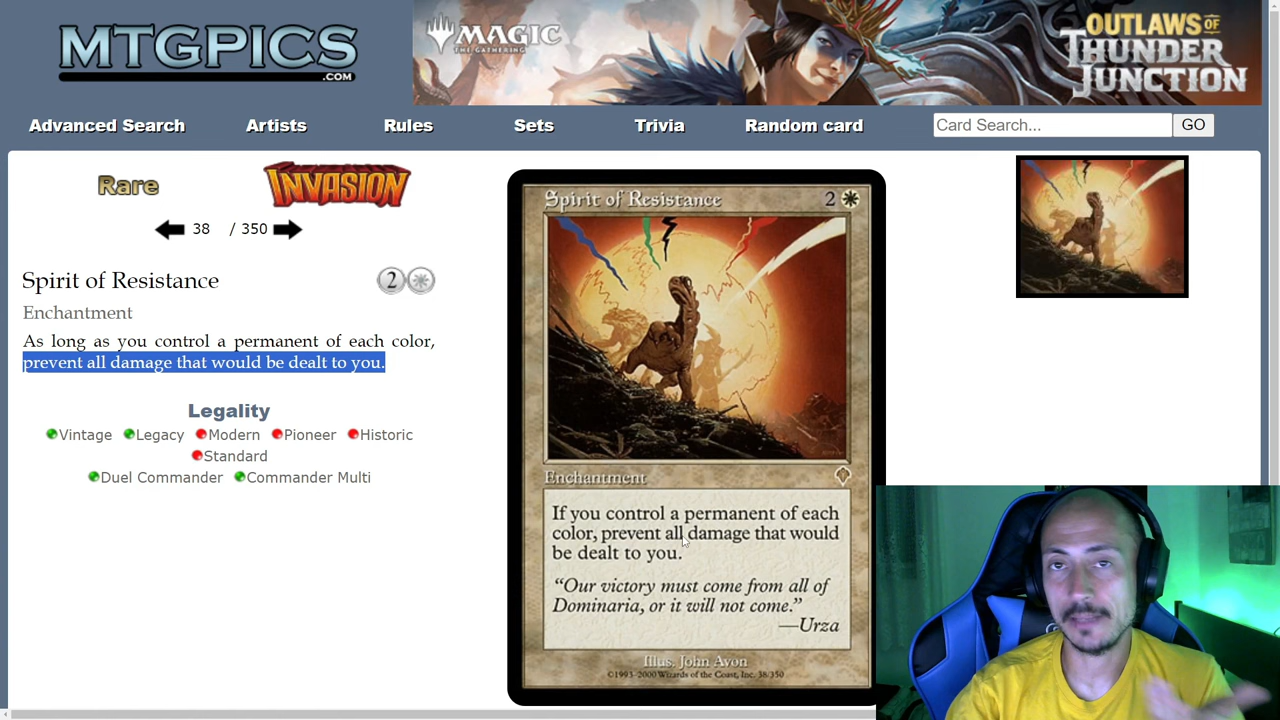 MTGPICS
.COM
MAGIC
THE GATHERING
OUTLAWS OF
THUNDER
JUNCTION
Advanced Search
Artists
Rules
Sets
Trivia
Random card
Card Search...
GO
Rare
INVASION
38 / 350
Spirit of Resistance
2
Enchantment
As long as you control a permanent of each color,
prevent all damage that would be dealt to you.
Legality
Vintage Legacy Modern Pioneer Historic
Standard
Duel Commander Commander Multi
Spirit of Resistance 2
Enchantment
If you control a permanent of each
color, prevent all damage that would
be dealt to you.
“Our victory must come from all of
Dominaria, or it will not come.”
—Urza
Illus. John Avon
©1993-2000 Wizards of the Coast, Inc. 38/350